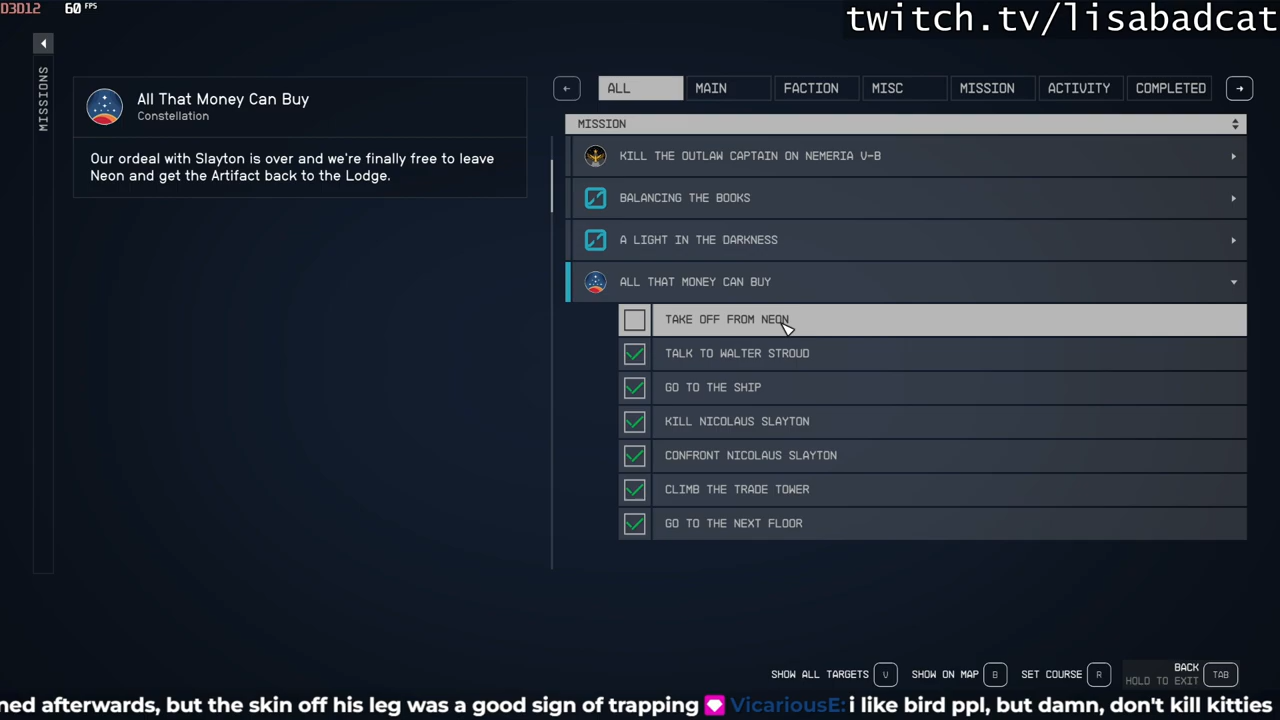 D3D12 60 FPS
twitch.tv/lisabadcat
MISSIONS
All That Money Can Buy
Constellation
Our ordeal with Slayton is over and we're finally free to leave
Neon and get the Artifact back to the Lodge.
ALL MAIN FACTION MISC MISSION ACTIVITY COMPLETED
MISSION
KILL THE OUTLAW CAPTAIN ON NEMERIA V-B
BALANCING THE BOOKS
A LIGHT IN THE DARKNESS
ALL THAT MONEY CAN BUY
TAKE OFF FROM NEON
TALK TO WALTER STROUD
GO TO THE SHIP
KILL NICOLAUS SLAYTON
CONFRONT NICOLAUS SLAYTON
CLIMB THE TRADE TOWER
GO TO THE NEXT FLOOR
SHOW ALL TARGETS V SHOW ON MAP B SET COURSE R BACK TAB
HOLD TO EXIT
ned afterwards, but the skin off his leg was a good sign of trapping VicariousE: i like bird ppl, but damn, don't kill kitties